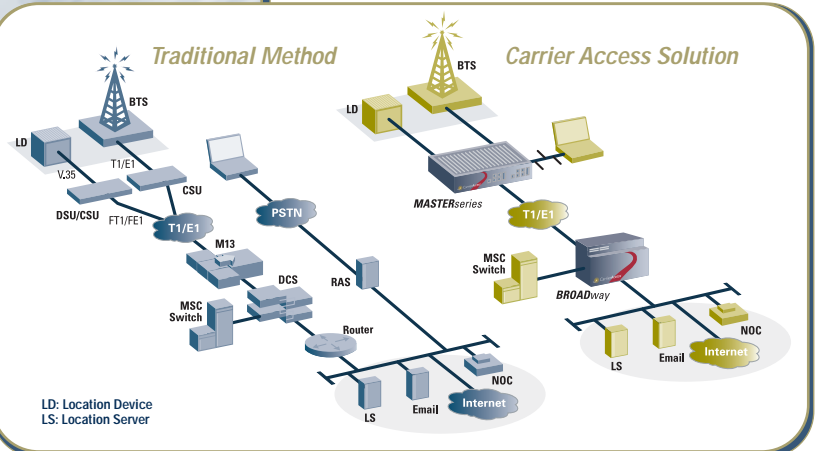 Traditional Method
BTS
LD
V.35
T1/E1
CSU
DSU/CSU
FT1/FE1
T1/E1
PSTN
M13
DCS
RAS
MSC
Switch
Router
NOC
LS
Email
Internet
LD: Location Device
LS: Location Server
Carrier Access Solution
BTS
LD
MASTERseries
T1/E1
MSC
Switch
BROADway
NOC
LS
Email
Internet